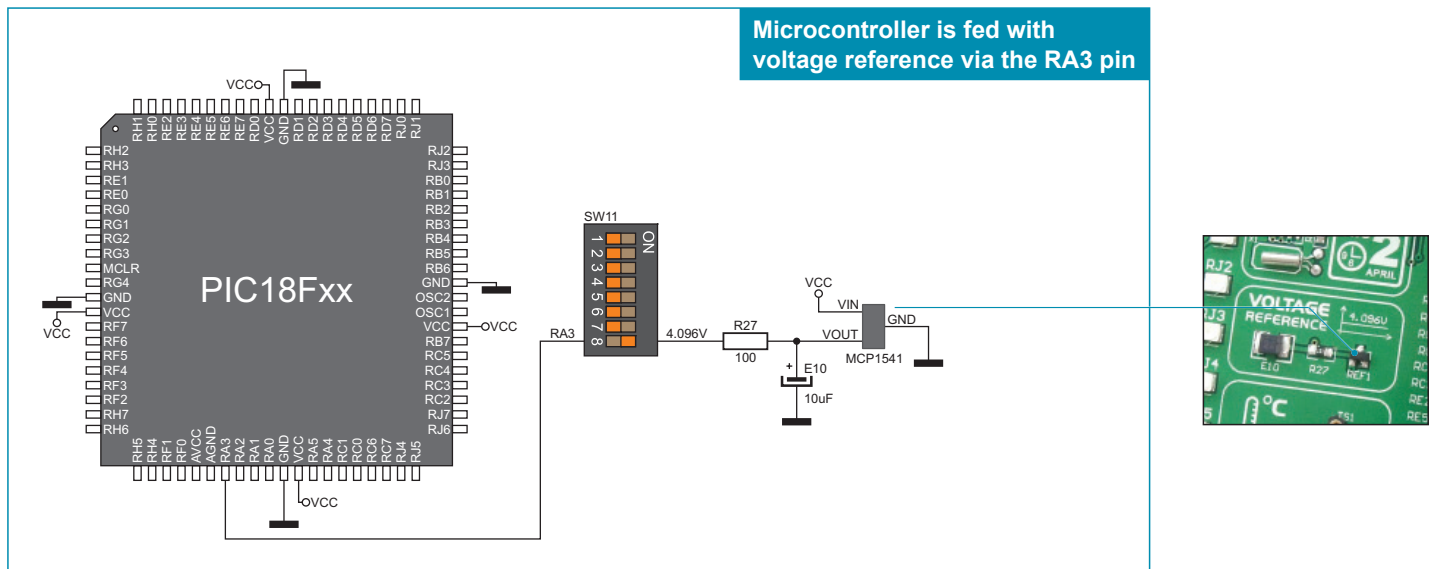 Microcontroller is fed with
voltage reference via the RA3 pin
VCC
RH1
RH0
RE2
RE3
RE4
RE5
RE6
RE7
RD0
VCC
GND
RD1
RD2
RD3
RD4
RD5
RD6
RD7
RJ0
RJ1
RH2
RH3
RE1
RE0
RG0
RG1
RG2
RG3
MCLR
RG4
GND
VCC
RF7
RF6
RF5
RF4
RF3
RF2
RH7
RH6
VCC
PIC18Fxx
RJ2
RJ3
RB0
RB1
RB2
RB3
RB4
RB5
RB6
GND
OSC2
OSC1
VCC
RB7
RC5
RC4
RC3
RC2
RJ7
RJ6
VCC
RH5
RH4
RF1
RF0
AVCC
AGND
RA3
RA2
RA1
RA0
GND
VCC
RA5
RA4
RC1
RC0
RC6
RC7
RJ4
RJ5
VCC
SW11
ON
1
2
3
4
5
6
7
8
RA3
4.096V
R27
100
VCC
VIN
VOUT
GND
MCP1541
+
E10
10uF
2
APRIL
RJ2
RJ3
J4
VOLTAGE
REFERENCE
4.096V
E10
R27
REF1
°C
TS1